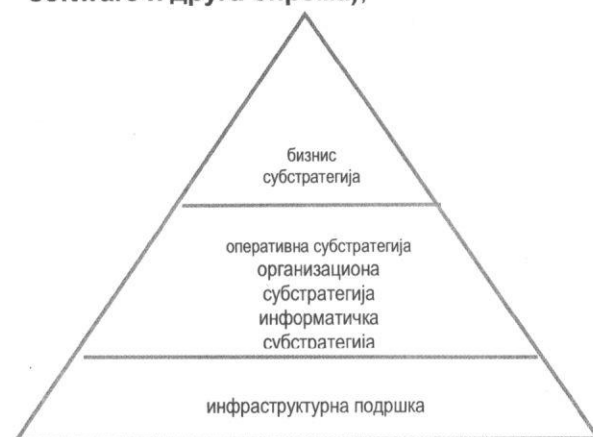 бизнис
субстратегија
оперативна субстратегија
организациона
субстратегија
информатичка
субстратегија
инфраструктурна подршка